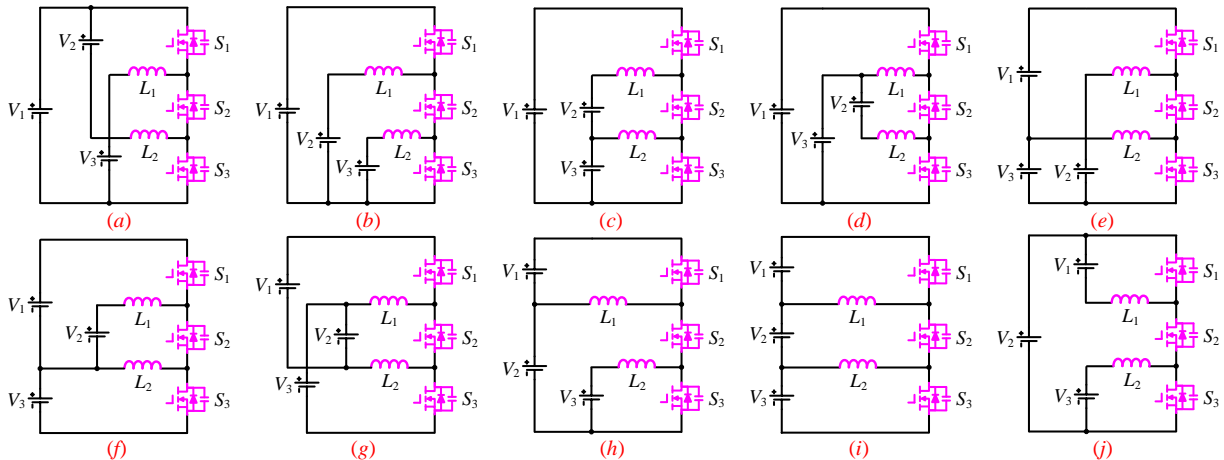 V1 V2 V3 L1 L2 S1 S2 S3
(a)
V1 V2 V3 L1 L2 S1 S2 S3
(b)
V2 V1 V3 L1 L2 S1 S2 S3
(c)
V1 V2 V3 L1 L2 S1 S2 S3
(d)
V1 V3 V2 L1 L2 S1 S2 S3
(e)
V1 V2 V3 L1 L2 S1 S2 S3
(f)
V1 V2 V3 L1 L2 S1 S2 S3
(g)
V1 V2 V3 L1 L2 S1 S2 S3
(h)
V1 V2 V3 L1 L2 S1 S2 S3
(i)
V1 V2 V3 L1 L2 S1 S2 S3
(j)